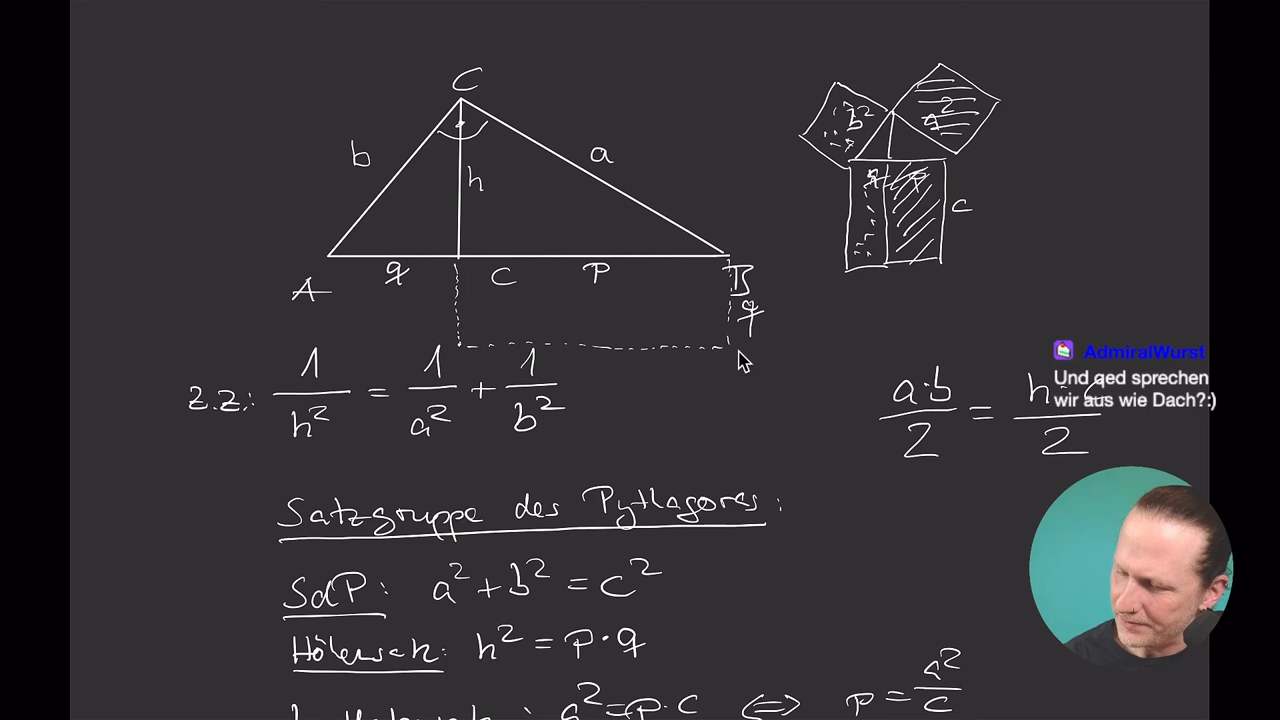 C
b
a
h
A
q
C
P
B
q
b²
a²
q
P
c
z.z.: 1/h² = 1/a² + 1/b²
a·b/2 = h·c/2
AdmiralWurst
Und qed sprechen
wir aus wie Dach?:)
Satzgruppe des Pythagoras:
SdP: a² + b² = c²
Höhensatz: h² = p·q
a² = p·c ⇔ p = a²/c